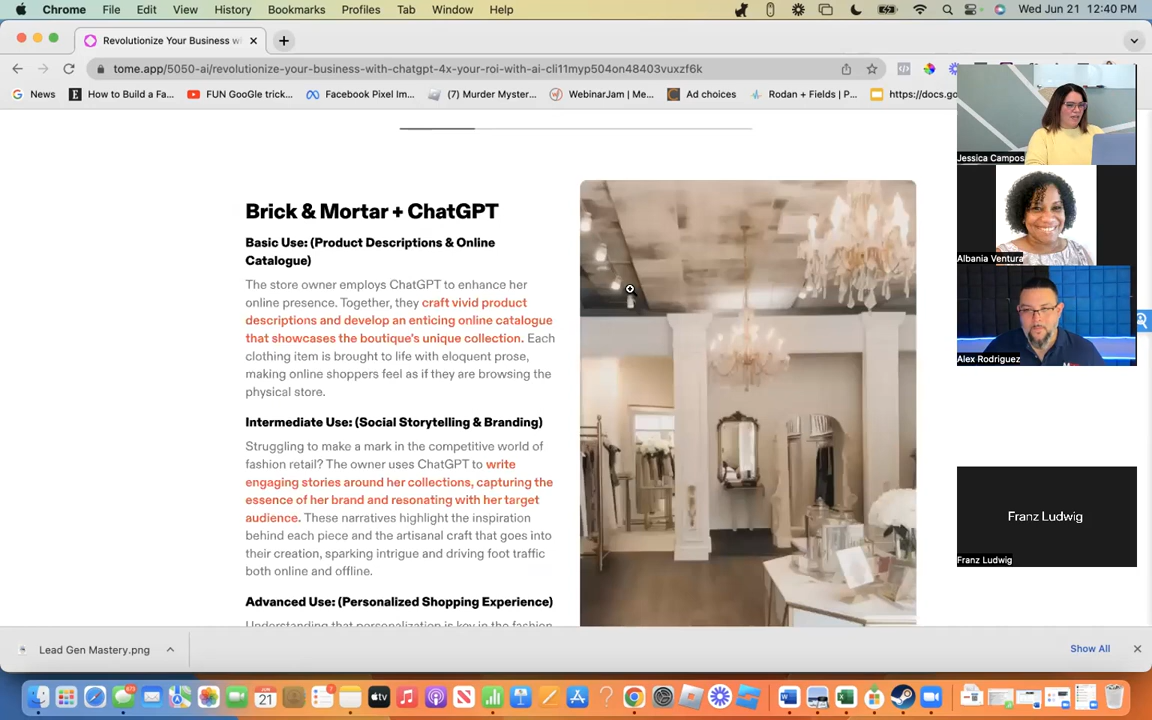 Chrome File Edit View History Bookmarks Profiles Tab Window Help Wed Jun 21 12:40 PM
Revolutionize Your Business wi
tome.app/5050-ai/revolutionize-your-business-with-chatgpt-4x-your-roi-with-ai-cli11myp504on48403vuxzf6k
News How to Build a Fa... FUN GooGle trick... Facebook Pixel Im... (7) Murder Myster... WebinarJam | Me... Ad choices Rodan + Fields | P... https://docs.go
Jessica Campos
Albania Ventura
Alex Rodriguez
Franz Ludwig
Franz Ludwig
Brick & Mortar + ChatGPT
Basic Use: (Product Descriptions & Online
Catalogue)
The store owner employs ChatGPT to enhance her
online presence. Together, they craft vivid product
descriptions and develop an enticing online catalogue
that showcases the boutique's unique collection. Each
clothing item is brought to life with eloquent prose,
making online shoppers feel as if they are browsing the
physical store.
Intermediate Use: (Social Storytelling & Branding)
Struggling to make a mark in the competitive world of
fashion retail? The owner uses ChatGPT to write
engaging stories around her collections, capturing the
essence of her brand and resonating with her target
audience. These narratives highlight the inspiration
behind each piece and the artisanal craft that goes into
their creation, sparking intrigue and driving foot traffic
both online and offline.
Advanced Use: (Personalized Shopping Experience)
Understanding that personalization is key in the fashion
Lead Gen Mastery.png
Show All